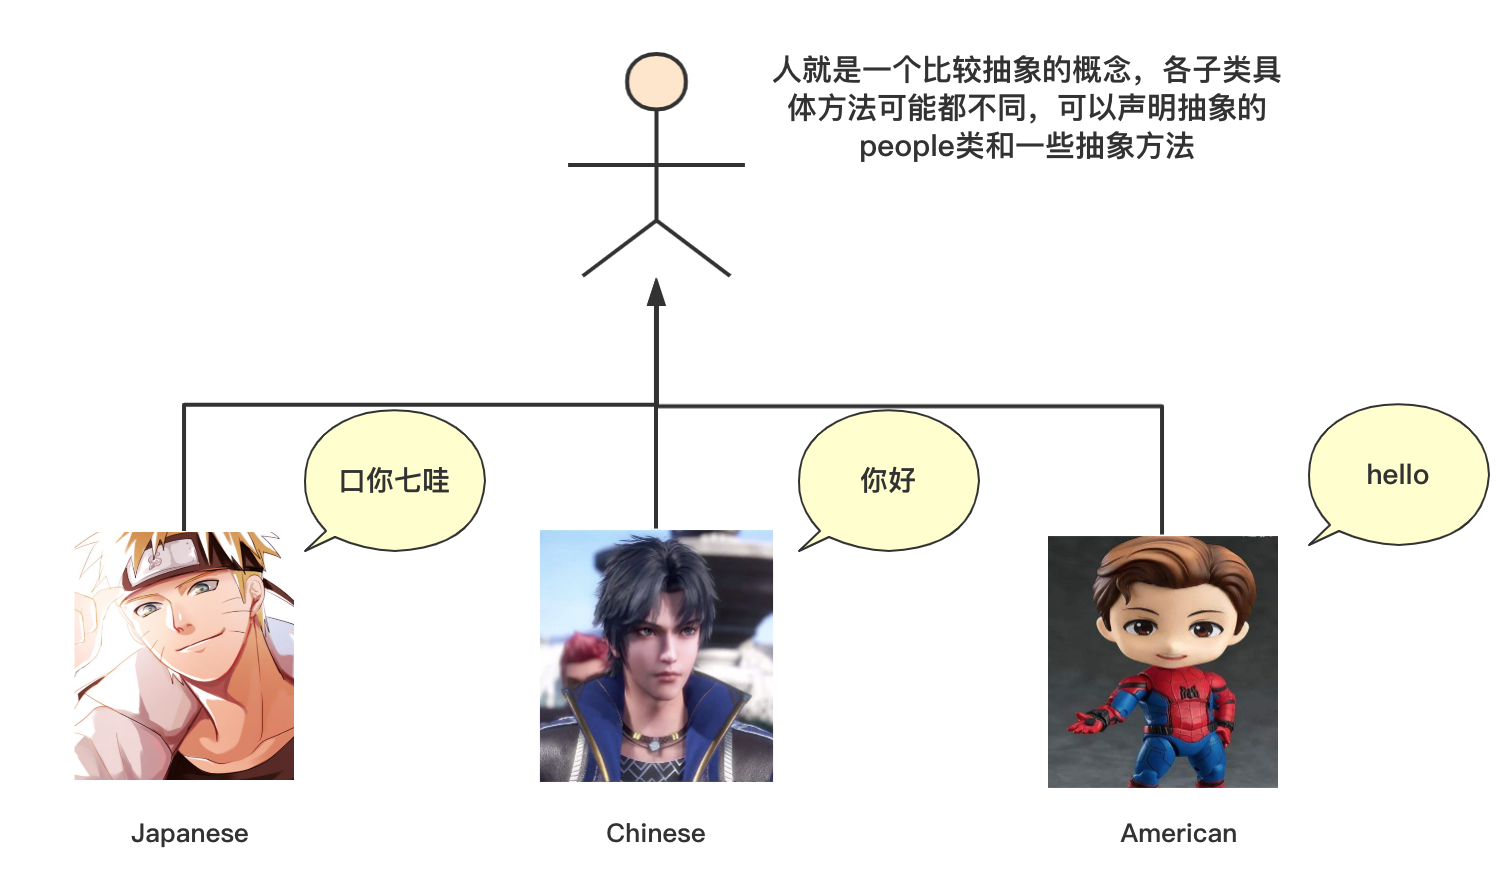 人就是一个比较抽象的概念，各子类具
体方法可能都不同，可以声明抽象的
people类和一些抽象方法
口你七哇
你好
hello
Japanese
Chinese
American